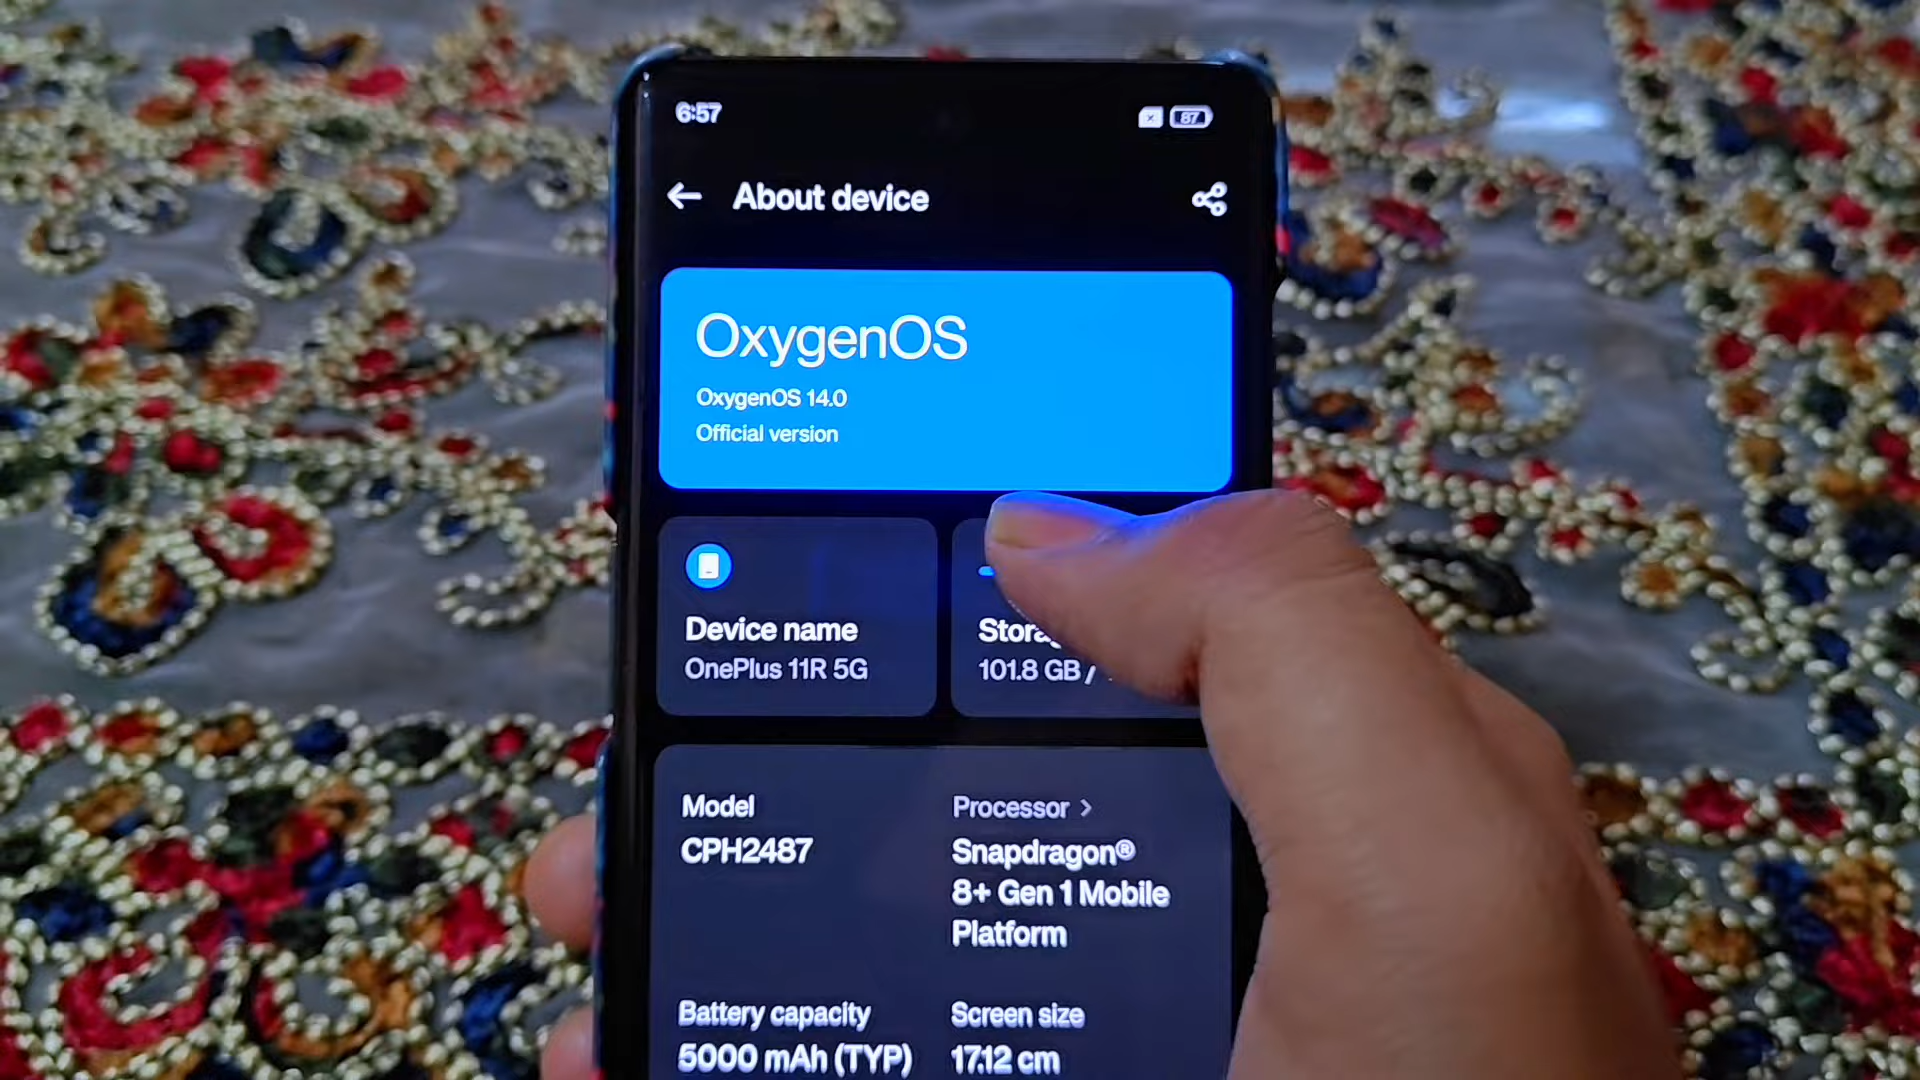 6:57
87
About device
OxygenOS
OxygenOS 14.0
Official version
Device name
OnePlus 11R 5G
101.8 GB /
Model
CPH2487
Processor >
Snapdragon®
8+ Gen 1 Mobile
Platform
Battery capacity
5000 mAh (TYP)
Screen size
17.12 cm